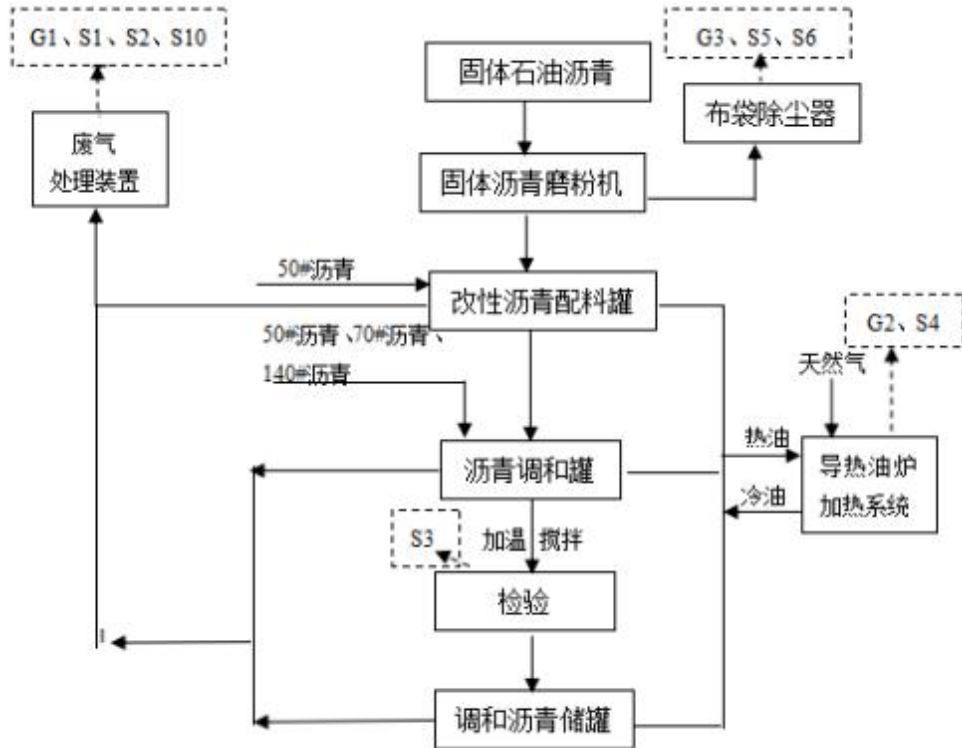 G1、S1、S2、S10
G3、S5、S6
固体石油沥青
布袋除尘器
废气
处理装置
固体沥青磨粉机
50#沥青
改性沥青配料罐
G2、S4
50#沥青、70#沥青、
140#沥青
天然气
热油
沥青调和罐
导热油炉
加热系统
冷油
S3
加温 搅拌
检验
调和沥青储罐